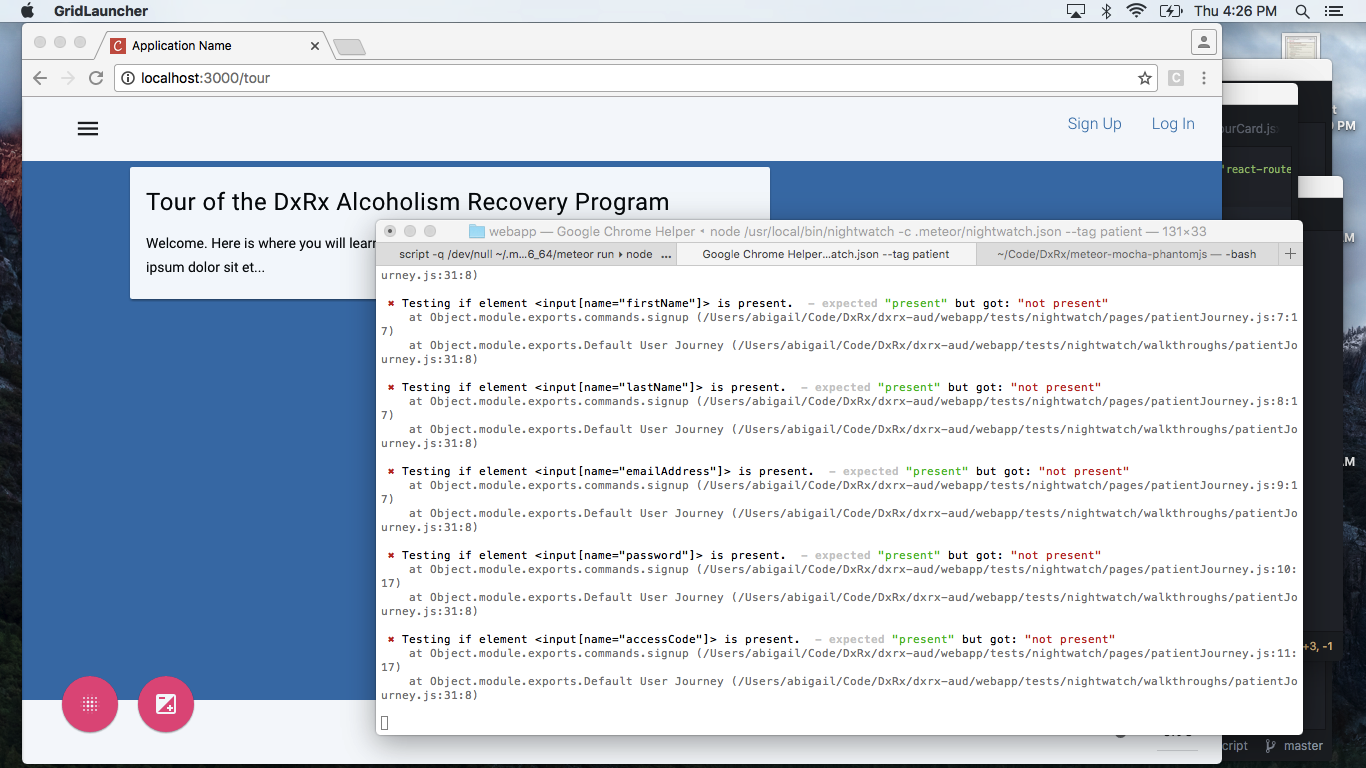 GridLauncher
Thu 4:26 PM
Application Name
localhost:3000/tour
Sign Up
Log In
Tour of the DxRx Alcoholism Recovery Program
Welcome. Here is where you will learn
ipsum dolor sit et...
webapp — Google Chrome Helper • node /usr/local/bin/nightwatch -c .meteor/nightwatch.json --tag patient — 131×33
script -q /dev/null ~/.m...6_64/meteor run ▸ node ...
Google Chrome Helper...atch.json --tag patient
~/Code/DxRx/meteor-mocha-phantomjs — -bash
urney.js:31:8)
✖ Testing if element <input[name="firstName"]> is present. – expected "present" but got: "not present"
at Object.module.exports.commands.signup (/Users/abigail/Code/DxRx/dxrx-aud/webapp/tests/nightwatch/pages/patientJourney.js:7:1
7)
at Object.module.exports.Default User Journey (/Users/abigail/Code/DxRx/dxrx-aud/webapp/tests/nightwatch/walkthroughs/patientJo
urney.js:31:8)
✖ Testing if element <input[name="lastName"]> is present. – expected "present" but got: "not present"
at Object.module.exports.commands.signup (/Users/abigail/Code/DxRx/dxrx-aud/webapp/tests/nightwatch/pages/patientJourney.js:8:1
7)
at Object.module.exports.Default User Journey (/Users/abigail/Code/DxRx/dxrx-aud/webapp/tests/nightwatch/walkthroughs/patientJo
urney.js:31:8)
✖ Testing if element <input[name="emailAddress"]> is present. – expected "present" but got: "not present"
at Object.module.exports.commands.signup (/Users/abigail/Code/DxRx/dxrx-aud/webapp/tests/nightwatch/pages/patientJourney.js:9:1
7)
at Object.module.exports.Default User Journey (/Users/abigail/Code/DxRx/dxrx-aud/webapp/tests/nightwatch/walkthroughs/patientJo
urney.js:31:8)
✖ Testing if element <input[name="password"]> is present. – expected "present" but got: "not present"
at Object.module.exports.commands.signup (/Users/abigail/Code/DxRx/dxrx-aud/webapp/tests/nightwatch/pages/patientJourney.js:10:
17)
at Object.module.exports.Default User Journey (/Users/abigail/Code/DxRx/dxrx-aud/webapp/tests/nightwatch/walkthroughs/patientJo
urney.js:31:8)
✖ Testing if element <input[name="accessCode"]> is present. – expected "present" but got: "not present"
at Object.module.exports.commands.signup (/Users/abigail/Code/DxRx/dxrx-aud/webapp/tests/nightwatch/pages/patientJourney.js:11:
17)
at Object.module.exports.Default User Journey (/Users/abigail/Code/DxRx/dxrx-aud/webapp/tests/nightwatch/walkthroughs/patientJo
urney.js:31:8)
ourCard.js
'react-route
PM
+3, -1
cript
master